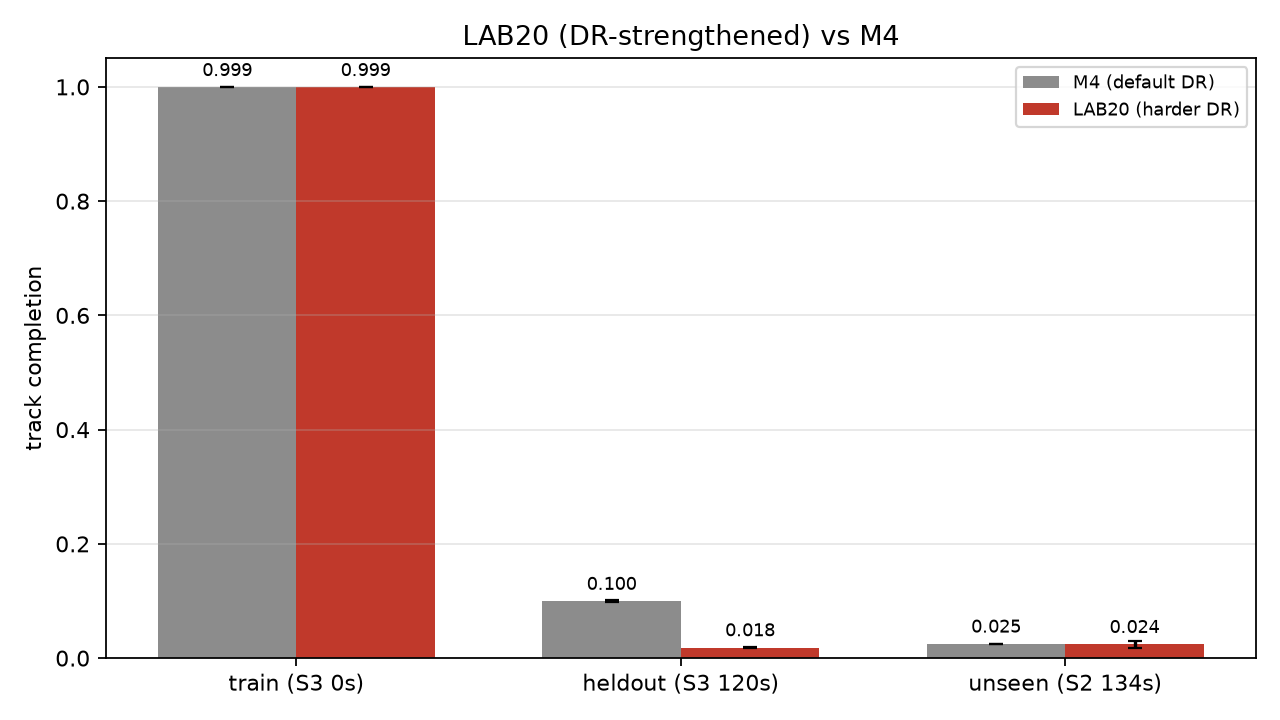 LAB20 (DR-strengthened) vs M4
M4 (default DR)
LAB20 (harder DR)
track completion
1.0
0.8
0.6
0.4
0.2
0.0
0.999
0.999
0.100
0.018
0.025
0.024
train (S3 0s)
heldout (S3 120s)
unseen (S2 134s)